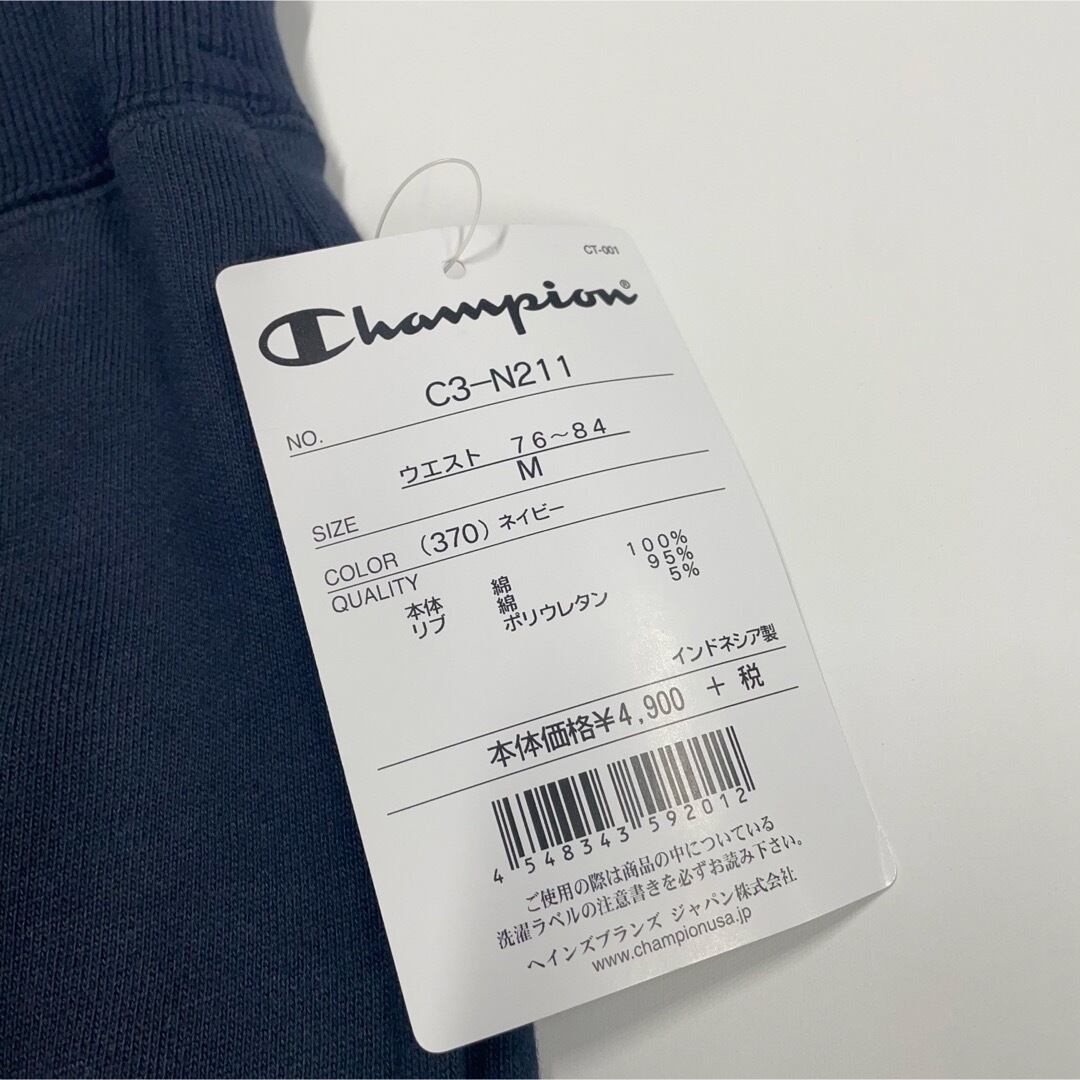 CT-001
Champion®
NO. C3-N211
ウエスト 76～84
SIZE M
COLOR (370) ネイビー
QUALITY
本体 綿 100%
リブ 綿 95%
ポリウレタン 5%
インドネシア製
本体価格¥4,900 + 税
4 548343 592012
ご使用の際は商品の中についている
洗濯ラベルの注意書きを必ずお読み下さい。
ヘインズブランズ ジャパン株式会社
www.championusa.jp